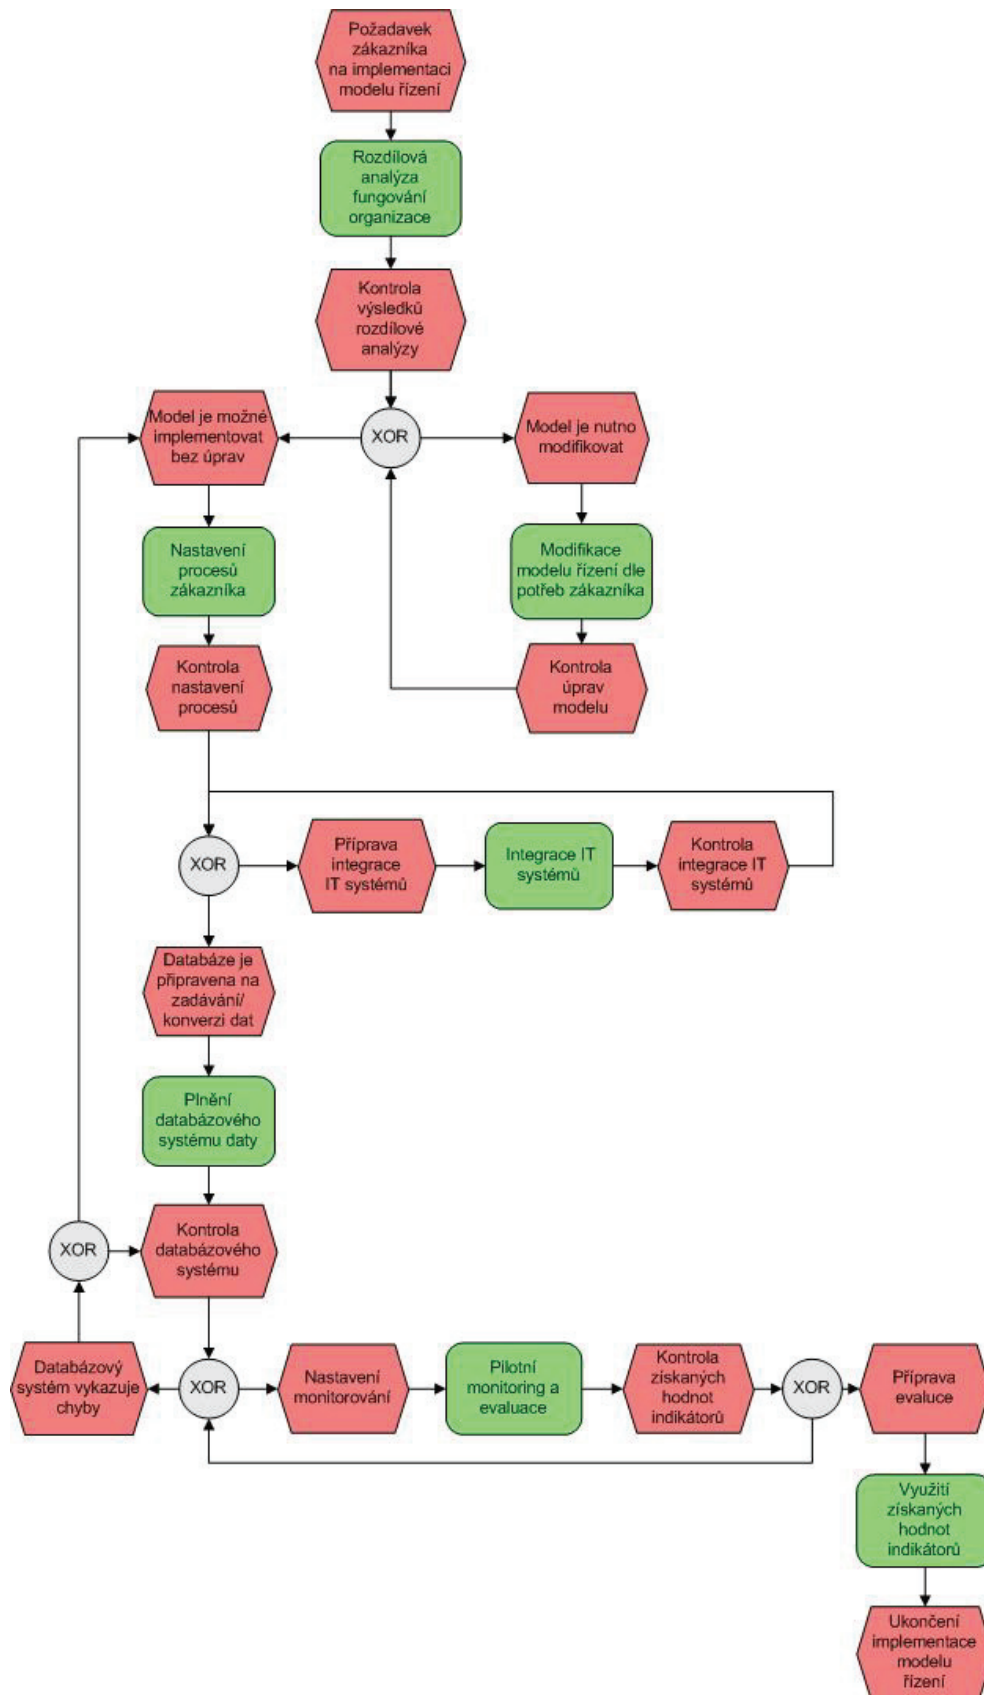 Požadavek
zákazníka
na implementaci
modelu řízení
Rozdílová
analýza
fungování
organizace
Kontrola
výsledků
rozdílové
analýzy
Model je možné
implementovat
bez úprav
XOR
Model je nutno
modifikovat
Nastavení
procesů
zákazníka
Modifikace
modelu řízení dle
potřeb zákazníka
Kontrola
nastavení
procesů
Kontrola
úprav
modelu
XOR
Příprava
integrace
IT systémů
Integrace IT
systémů
Kontrola
integrace IT
systémů
Databáze je
připravena na
zadávání/
konverzi dat
Plnění
databázového
systému daty
XOR
Kontrola
databázového
systému
Databázový
systém vykazuje
chyby
XOR
Nastavení
monitorování
Pilotní
monitoring a
evaluace
Kontrola
získaných
hodnot
indikátorů
XOR
Příprava
evaluce
Využití
získaných
hodnot
indikátorů
Ukončení
implementace
modelu
řízení